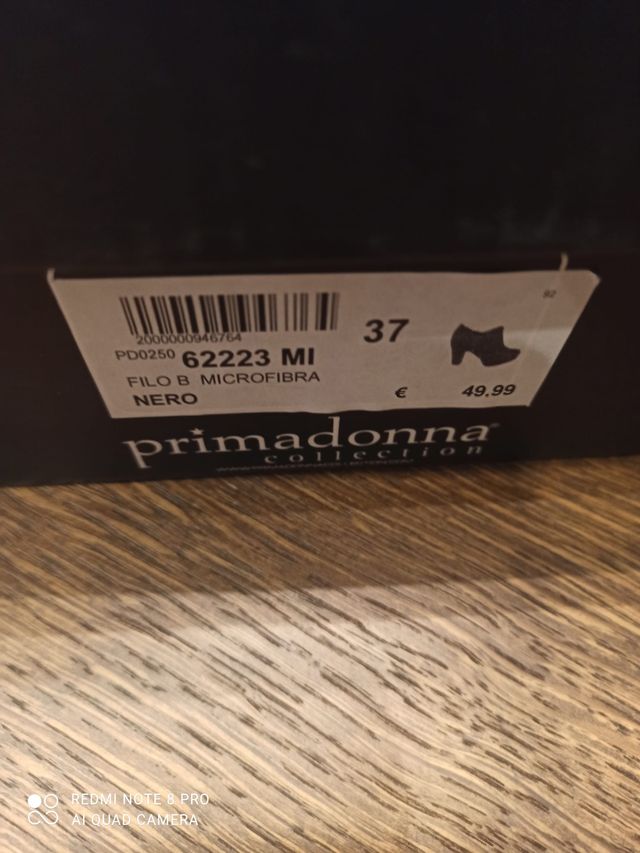 92
2000000946764
37
PD0250 62223 MI
FILO B MICROFIBRA
NERO
€ 49.99
primadonna®
collection
REDMI NOTE 8 PRO
AI QUAD CAMERA